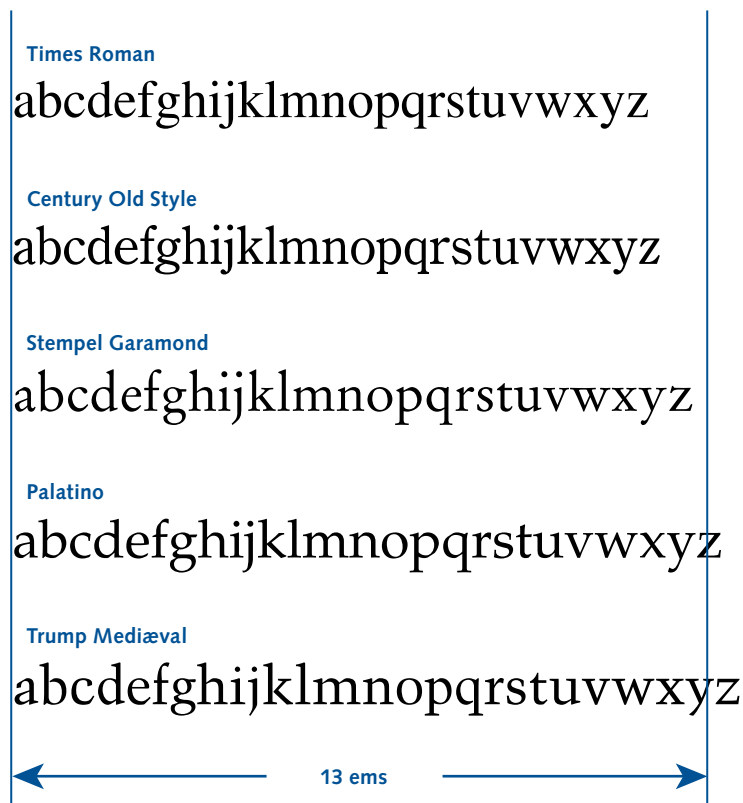 Times Roman
abcdefghijklmnopqrstuvwxyz
Century Old Style
abcdefghijklmnopqrstuvwxyz
Stempel Garamond
abcdefghijklmnopqrstuvwxyz
Palatino
abcdefghijklmnopqrstuvwxyz
Trump Mediæval
abcdefghijklmnopqrstuvwxyz
13 ems